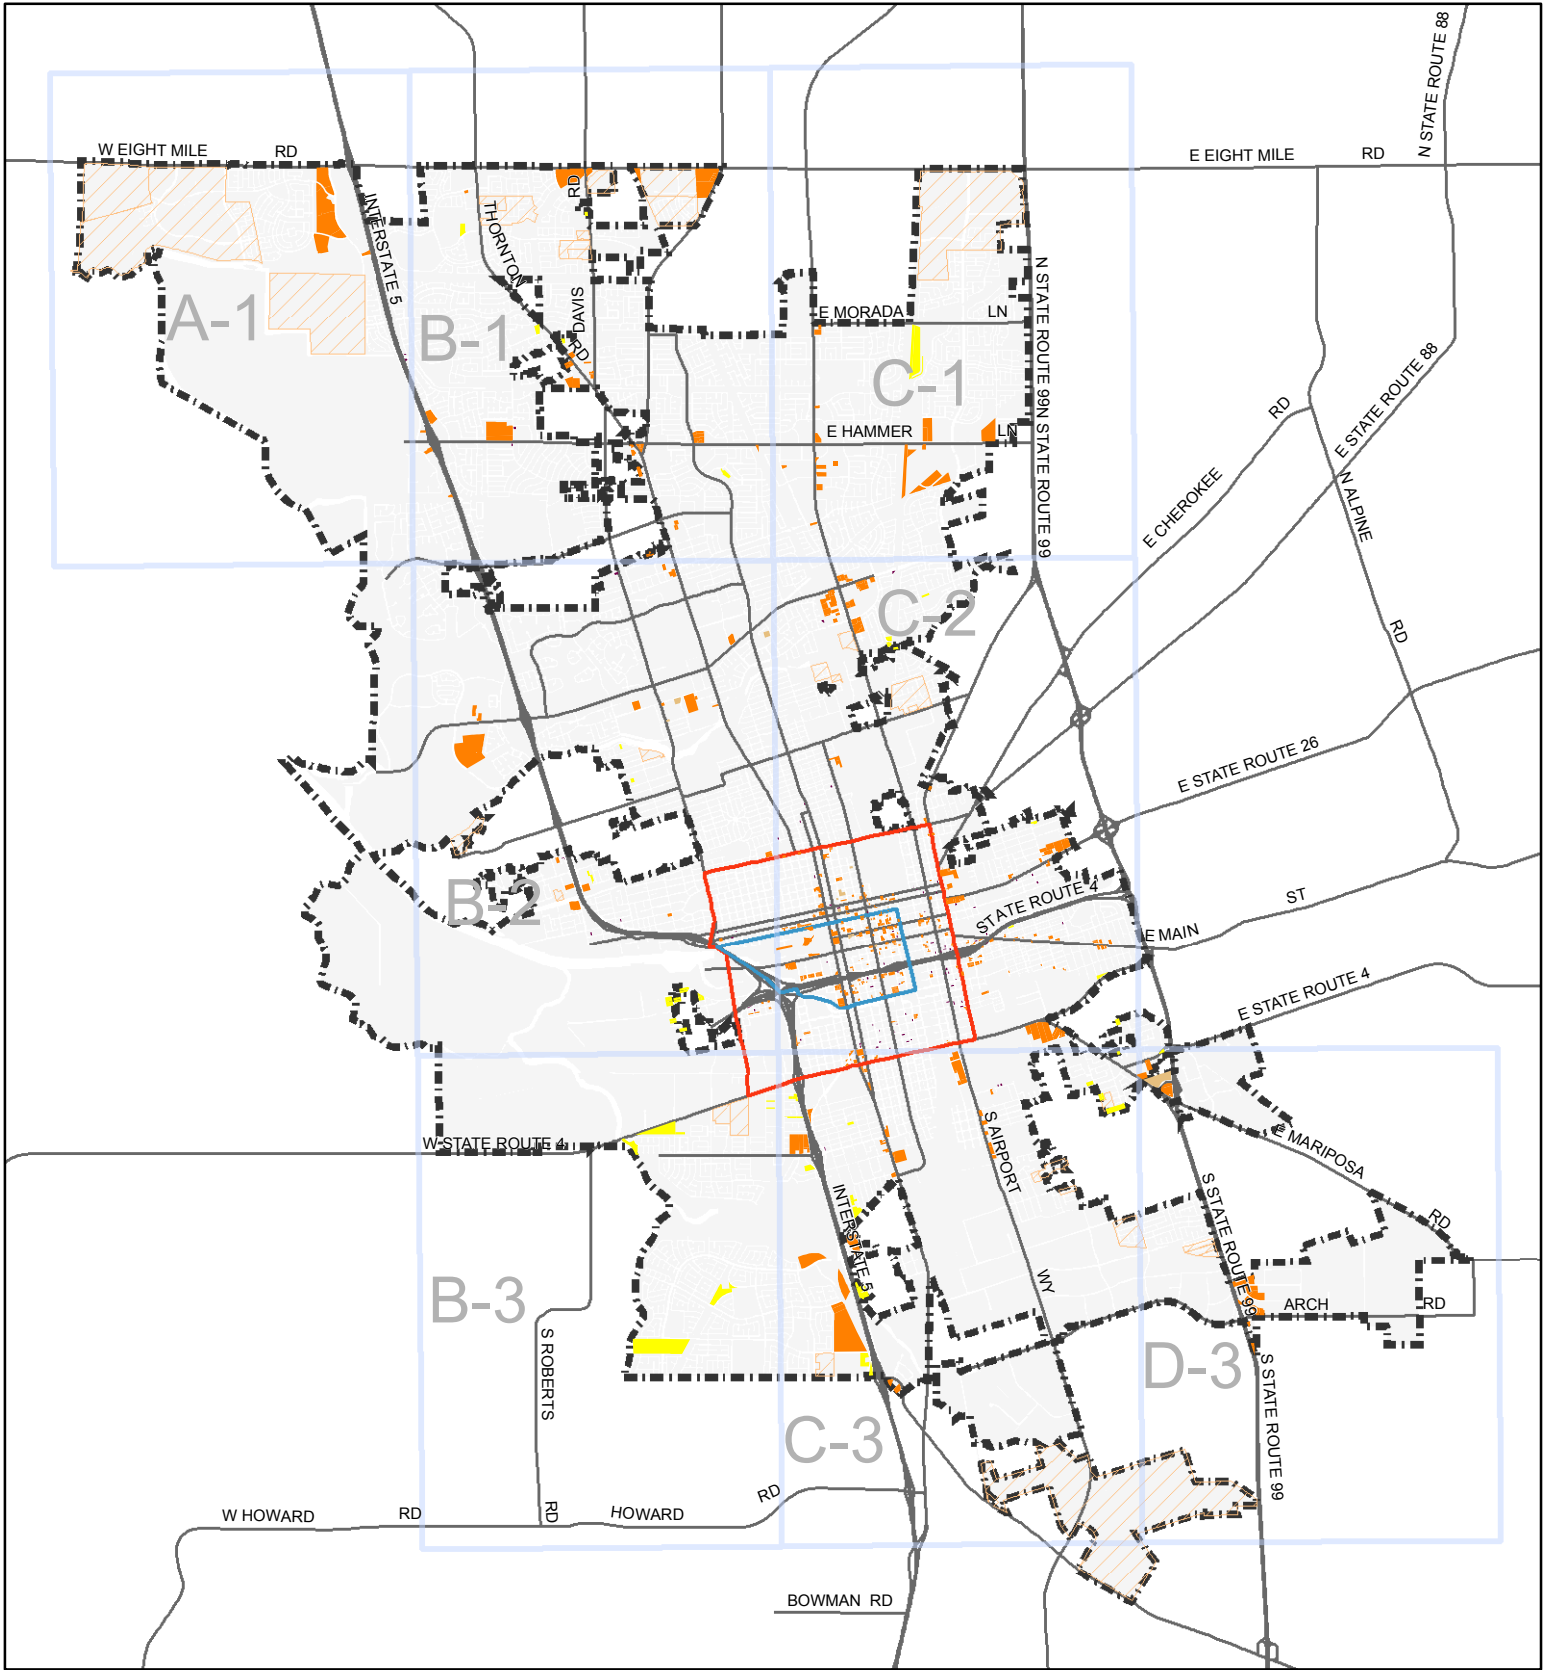 N STATE ROUTE 88
W EIGHT MILE RD
E EIGHT MILE RD
INTERSTATE 5
THORNTON
RD
RD
DAVIS
A-1
B-1
C-1
E MORADA LN
N STATE ROUTE 99
N STATE ROUTE 99
E HAMMER LN
E CHEROKEE RD
E STATE ROUTE 88
N ALPINE
RD
C-2
E STATE ROUTE 26
B-2
STATE ROUTE 4
E MAIN ST
E STATE ROUTE 4
W STATE ROUTE 4
S AIRPORT
WY
E MARIPOSA
RD
INTERSTATE 5
S STATE ROUTE 99
B-3
ARCH RD
S ROBERTS
RD
D-3
S STATE ROUTE 99
C-3
W HOWARD RD
HOWARD RD
BOWMAN RD